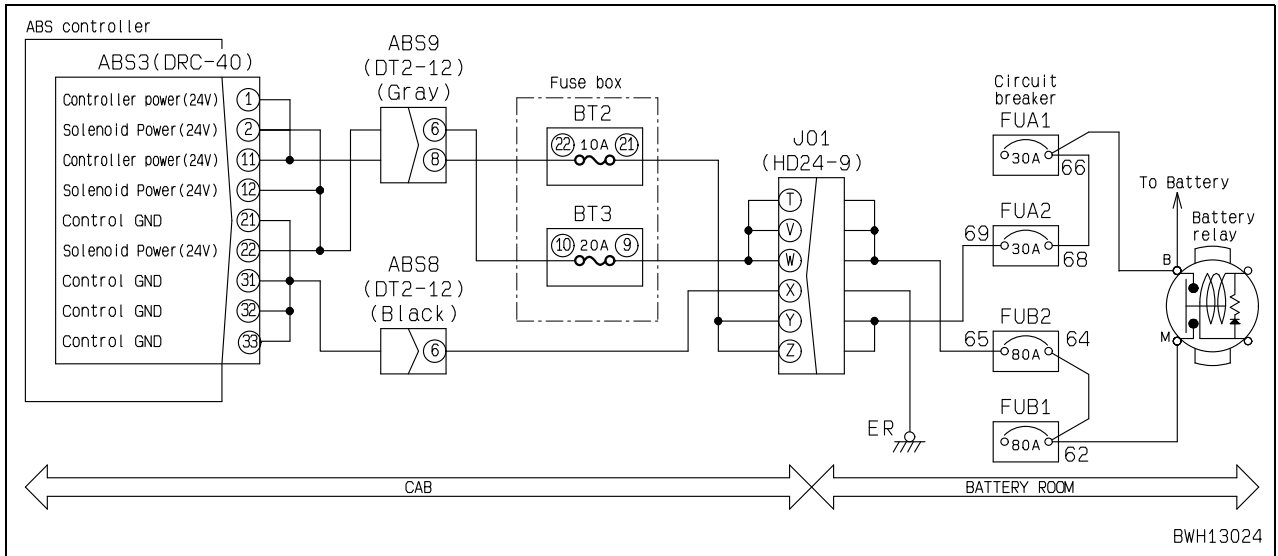 ABS controller
ABS3(DRC-40)
Controller power(24V) 1
Solenoid Power(24V) 2
Controller power(24V) 11
Solenoid Power(24V) 12
Control GND 21
Solenoid Power(24V) 22
Control GND 31
Control GND 32
Control GND 33
ABS9
(DT2-12)
(Gray)
6
8
ABS8
(DT2-12)
(Black)
6
Fuse box
BT2
22 10A 21
BT3
10 20A 9
J01
(HD24-9)
T
V
W
X
Y
Z
ER
Circuit
breaker
FUA1
30A 66
FUA2
69 30A 68
FUB2
65 80A 64
FUB1
80A 62
To Battery
Battery
relay
B
M
CAB
BATTERY ROOM
BWH13024